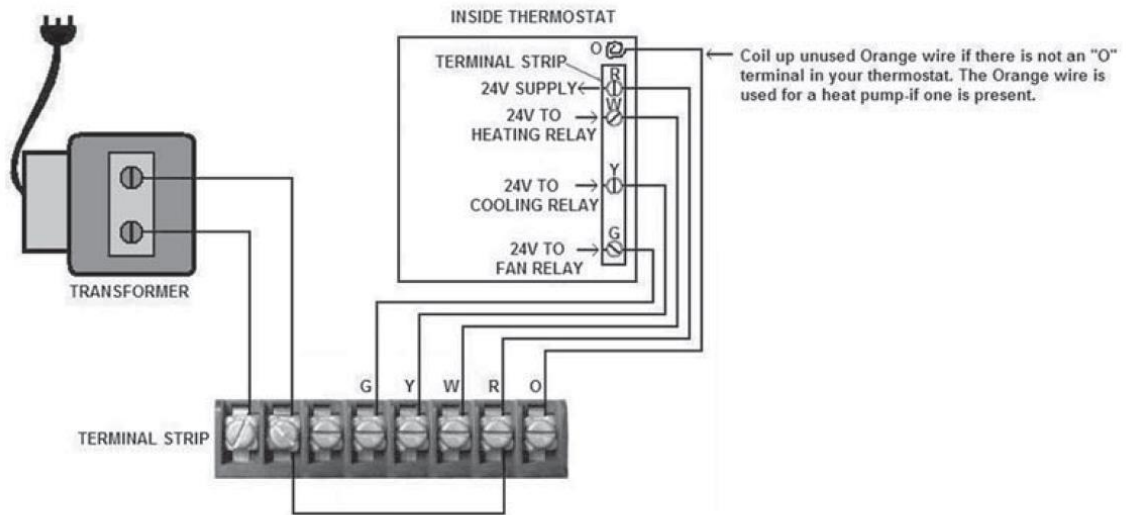 INSIDE THERMOSTAT
O
TERMINAL STRIP
R
24V SUPPLY
W
24V TO
HEATING RELAY
Y
24V TO
COOLING RELAY
G
24V TO
FAN RELAY
Coil up unused Orange wire if there is not an "O"
terminal in your thermostat. The Orange wire is
used for a heat pump-if one is present.
TRANSFORMER
G Y W R O
TERMINAL STRIP